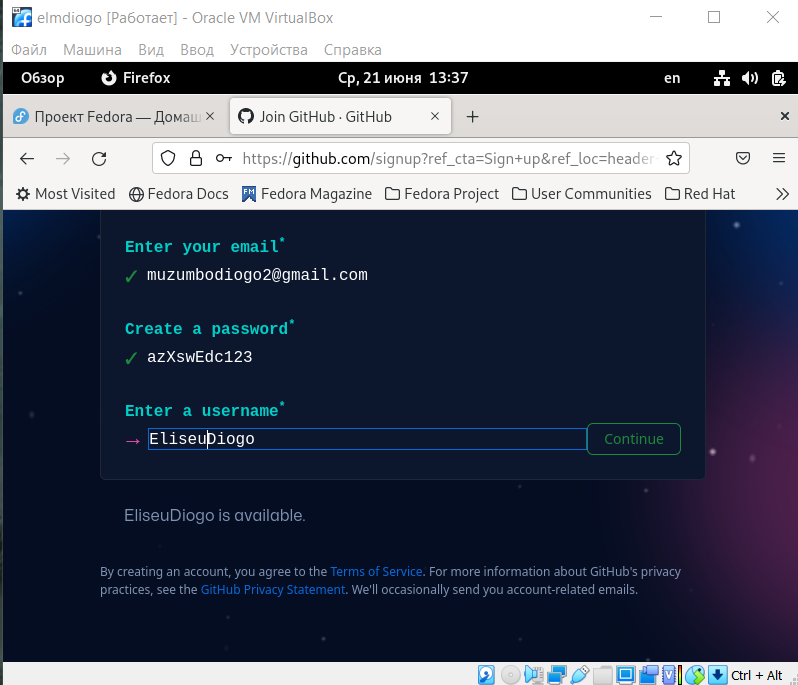 elmdiogo [Работает] - Oracle VM VirtualBox
Файл Машина Вид Ввод Устройства Справка
Обзор Firefox Ср, 21 июня 13:37 en
Проект Fedora — Домаш × Join GitHub · GitHub × + ×
https://github.com/signup?ref_cta=Sign+up&ref_loc=header
Most Visited Fedora Docs FM Fedora Magazine Fedora Project User Communities Red Hat
Enter your email*
✓ muzumbodiogo2@gmail.com
Create a password*
✓ azXswEdc123
Enter a username*
→ EliseuDiogo Continue
EliseuDiogo is available.
By creating an account, you agree to the Terms of Service. For more information about GitHub's privacy
practices, see the GitHub Privacy Statement. We'll occasionally send you account-related emails.
Ctrl + Alt